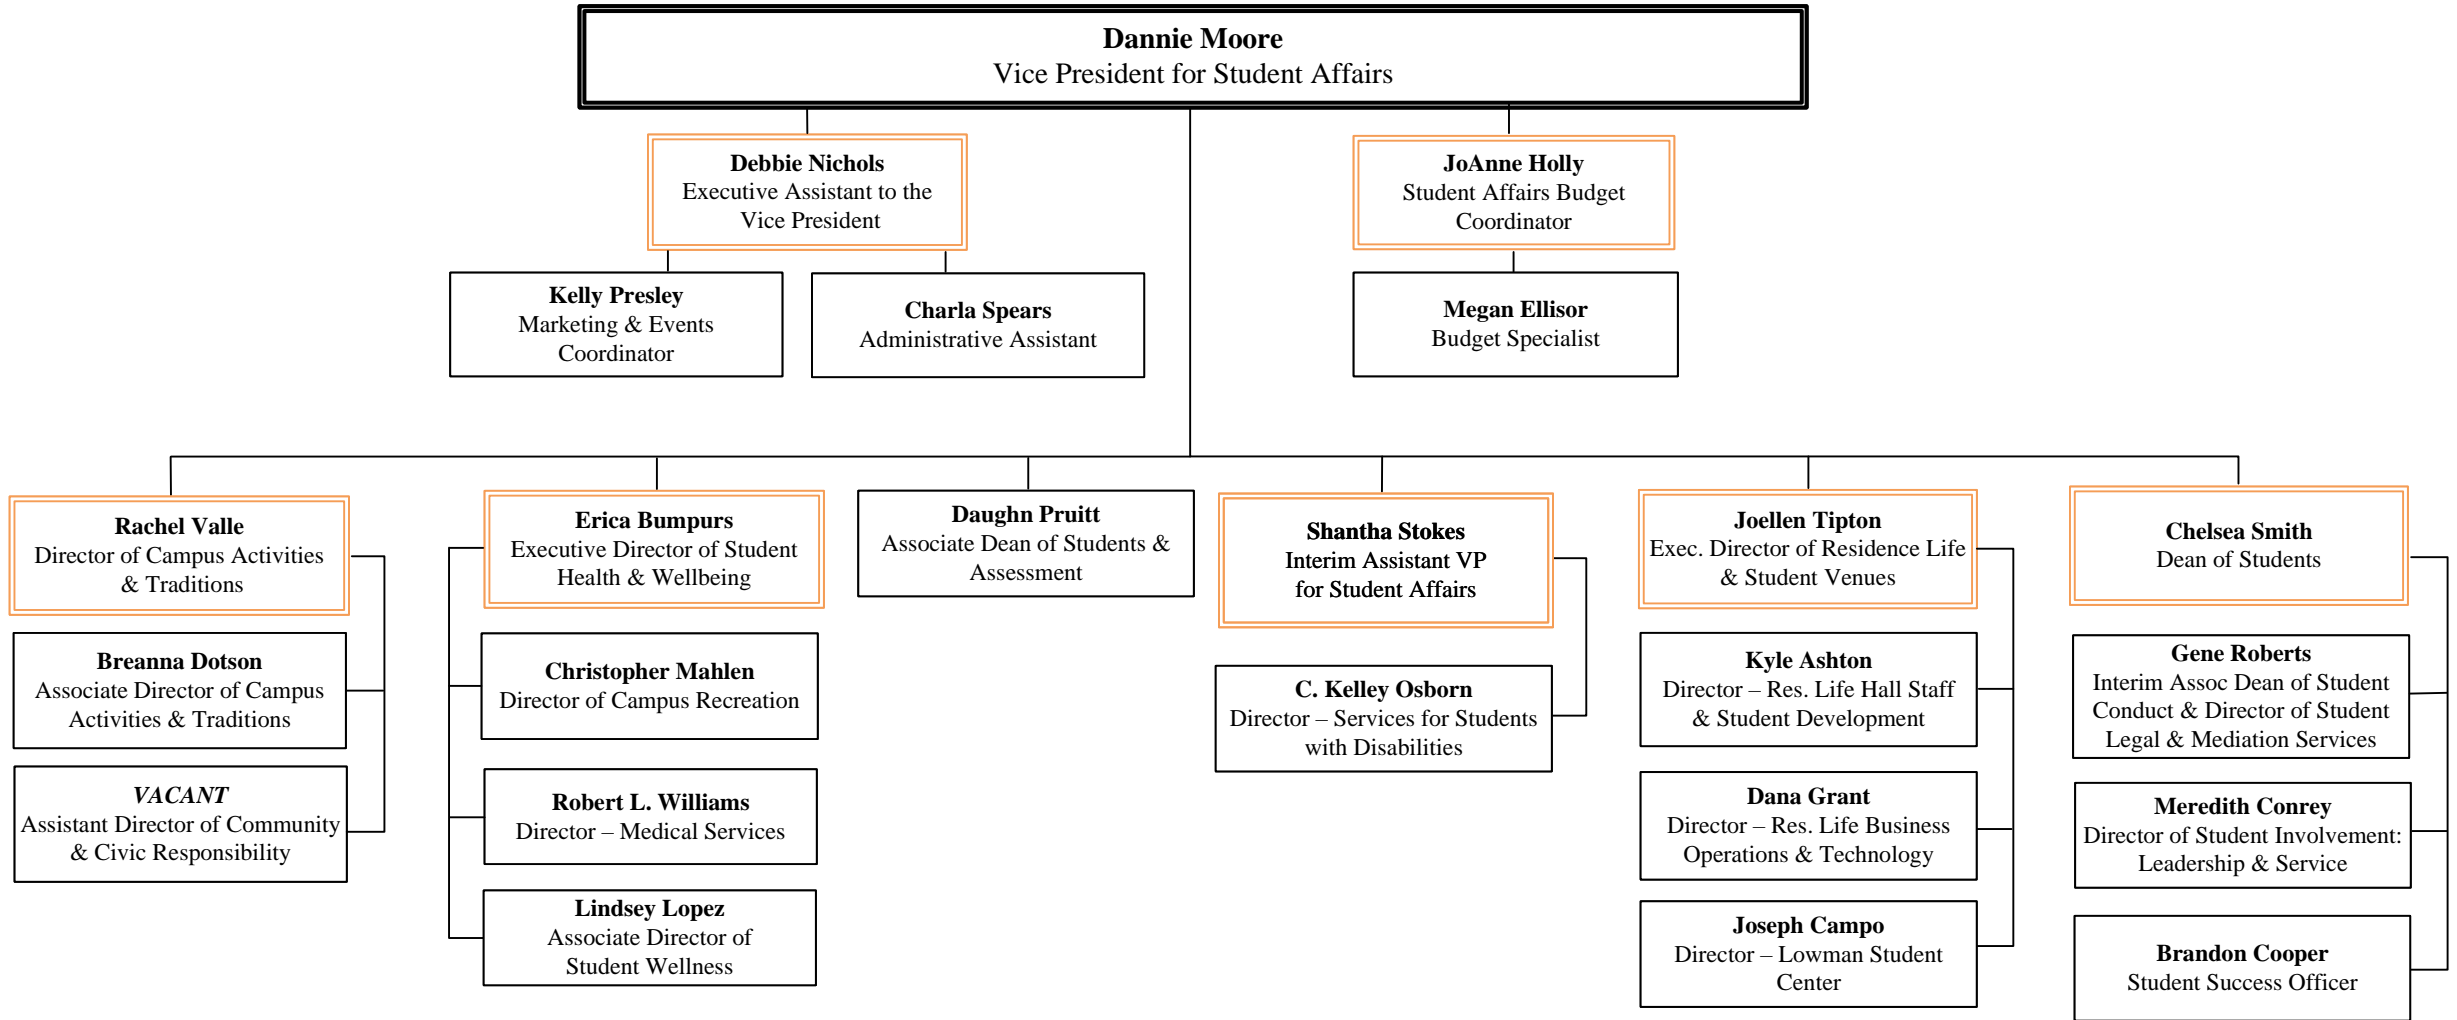 Dannie Moore
Vice President for Student Affairs
Debbie Nichols
Executive Assistant to the
Vice President
JoAnne Holly
Student Affairs Budget
Coordinator
Kelly Presley
Marketing & Events
Coordinator
Charla Spears
Administrative Assistant
Megan Ellisor
Budget Specialist
Rachel Valle
Director of Campus Activities
& Traditions
Breanna Dotson
Associate Director of Campus
Activities & Traditions
VACANT
Assistant Director of Community
& Civic Responsibility
Erica Bumpurs
Executive Director of Student
Health & Wellbeing
Christopher Mahlen
Director of Campus Recreation
Robert L. Williams
Director – Medical Services
Lindsey Lopez
Associate Director of
Student Wellness
Daughn Pruitt
Associate Dean of Students &
Assessment
Shantha Stokes
Interim Assistant VP
for Student Affairs
C. Kelley Osborn
Director – Services for Students
with Disabilities
Joellen Tipton
Exec. Director of Residence Life
& Student Venues
Kyle Ashton
Director – Res. Life Hall Staff
& Student Development
Dana Grant
Director – Res. Life Business
Operations & Technology
Joseph Campo
Director – Lowman Student
Center
Chelsea Smith
Dean of Students
Gene Roberts
Interim Assoc Dean of Student
Conduct & Director of Student
Legal & Mediation Services
Meredith Conrey
Director of Student Involvement:
Leadership & Service
Brandon Cooper
Student Success Officer